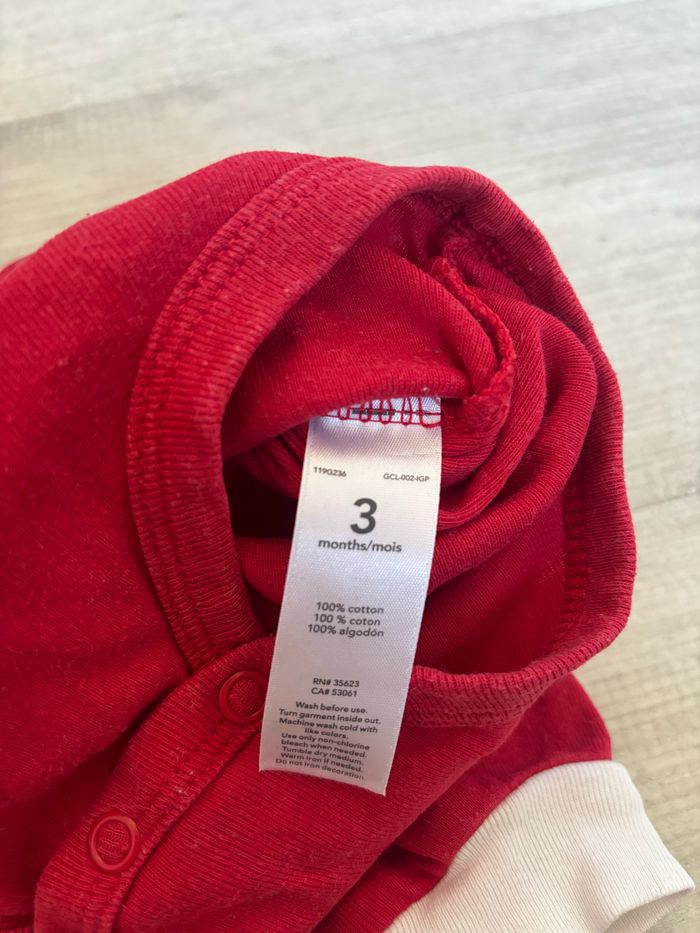 119G236 GCL-002-IGP
3
months/mois
100% cotton
100 % coton
100% algodón
RN# 35623
CA# 53061
Wash before use.
Turn garment inside out.
Machine wash cold with
like colors.
Use only non-chlorine
bleach when needed.
Tumble dry medium.
Warm iron if needed.
Do not iron decoration.